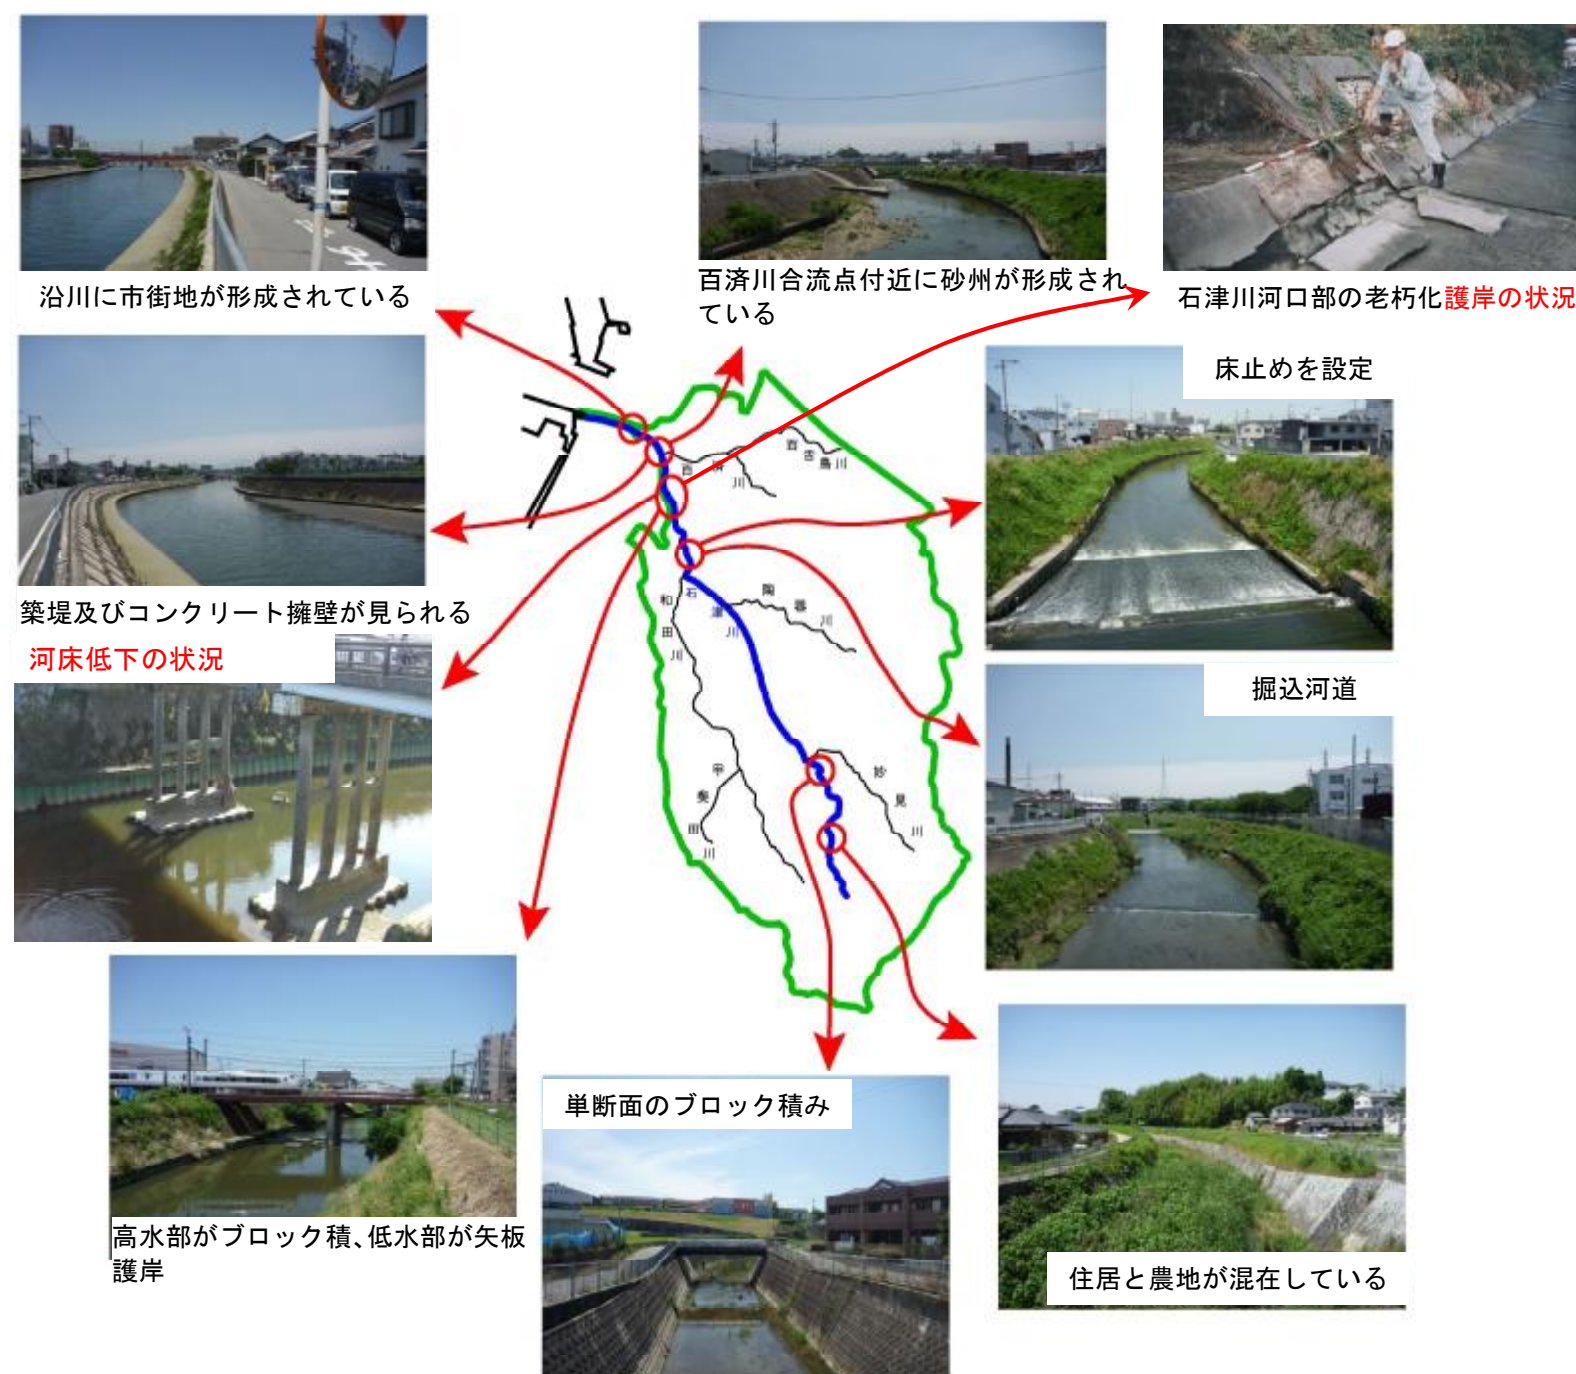 沿川に市街地が形成されている
百済川合流点付近に砂州が形成され
ている
石津川河口部の老朽化護岸の状況
床止めを設定
築堤及びコンクリート擁壁が見られる
河床低下の状況
掘込河道
高水部がブロック積、低水部が矢板
護岸
単断面のブロック積み
住居と農地が混在している
百済川
百舌鳥川
石津川
和田川
陶器川
甲斐田川
妙見川